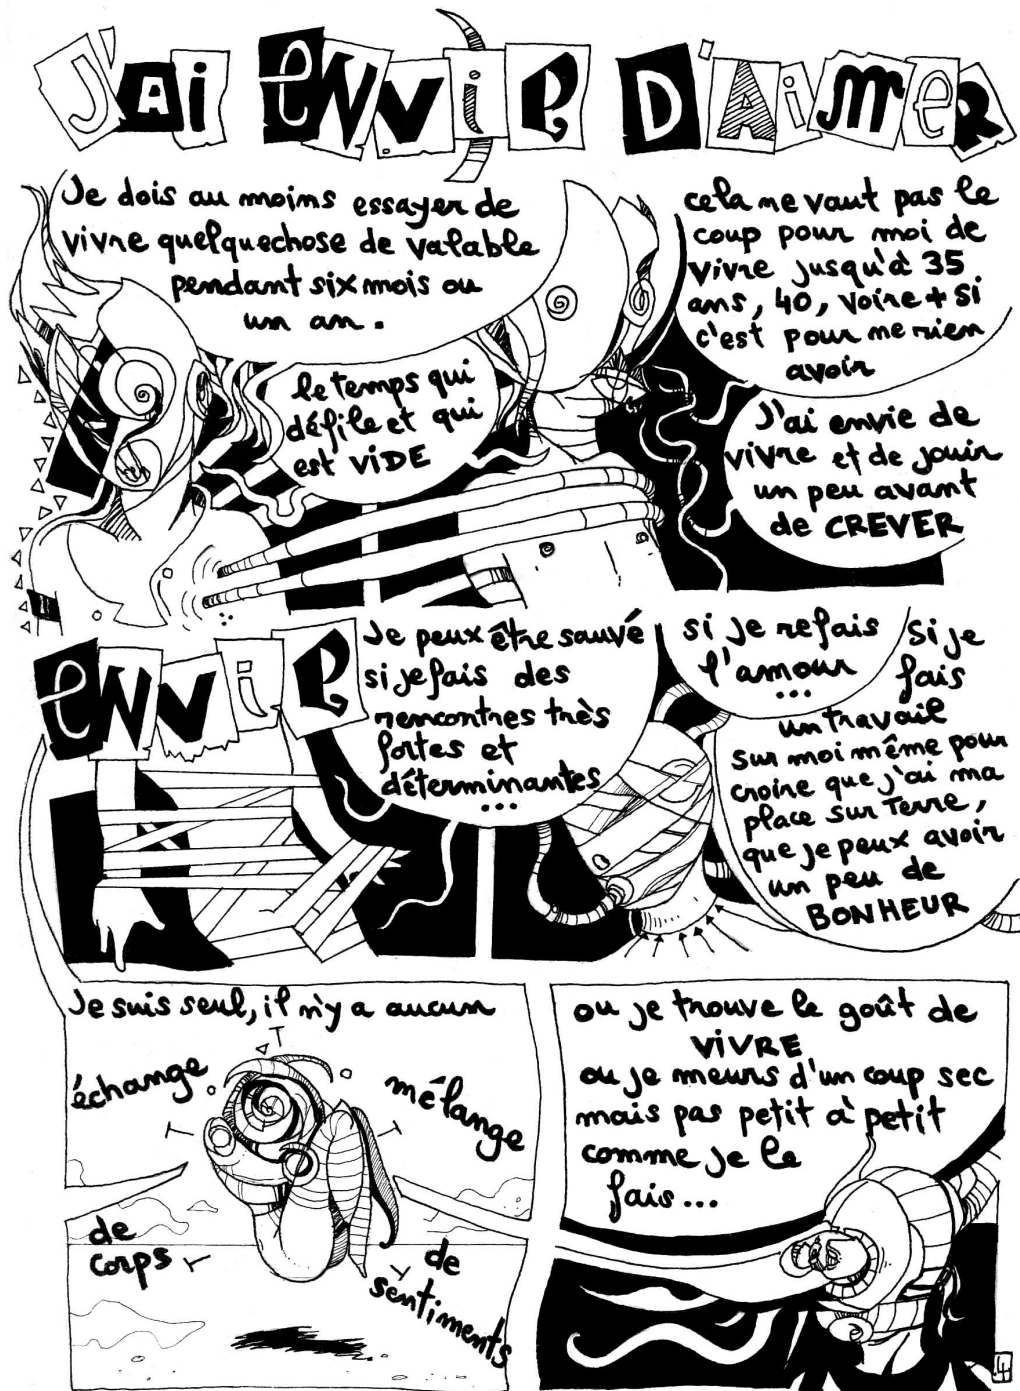 J'Ai ENViE D'AiMER
Je dois au moins essayer de
vivre quelquechose de valable
pendant six mois ou
un an.
le temps qui
défile et qui
est ViDE
cela ne vaut pas le
coup pour moi de
vivre jusqu'à 35
ans, 40, voire + si
c'est pour ne rien
avoir
J'ai envie de
vivre et de jouir
un peu avant
de CREVER
ENViE
Je peux être sauvé
si je fais des
rencontres très
fortes et
déterminantes
...
si je refais
l'amour
...
Si je
fais
un travail
sur moi même pour
croire que j'ai ma
place sur Terre,
que je peux avoir
un peu de
BONHEUR
Je suis seul, il n'y a aucun
échange
mélange
de
corps
de
sentiments
ou je trouve le goût de
ViVRE
ou je meurs d'un coup sec
mais pas petit à petit
comme je le
fais...